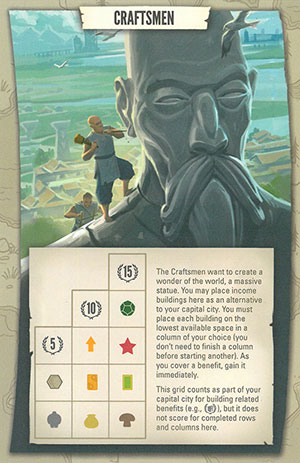 CRAFTSMEN
15
10
5
The Craftsmen want to create a
wonder of the world, a massive
statue. You may place income
buildings here as an alternative
to your capital city. You must
place each building on the
lowest available space in a
column of your choice (you
don't need to finish a column
before starting another). As
you cover a benefit, gain it
immediately.
This grid counts as part of your
capital city for building related
benefits (e.g., ( )), but it does
not score for completed rows
and columns here.